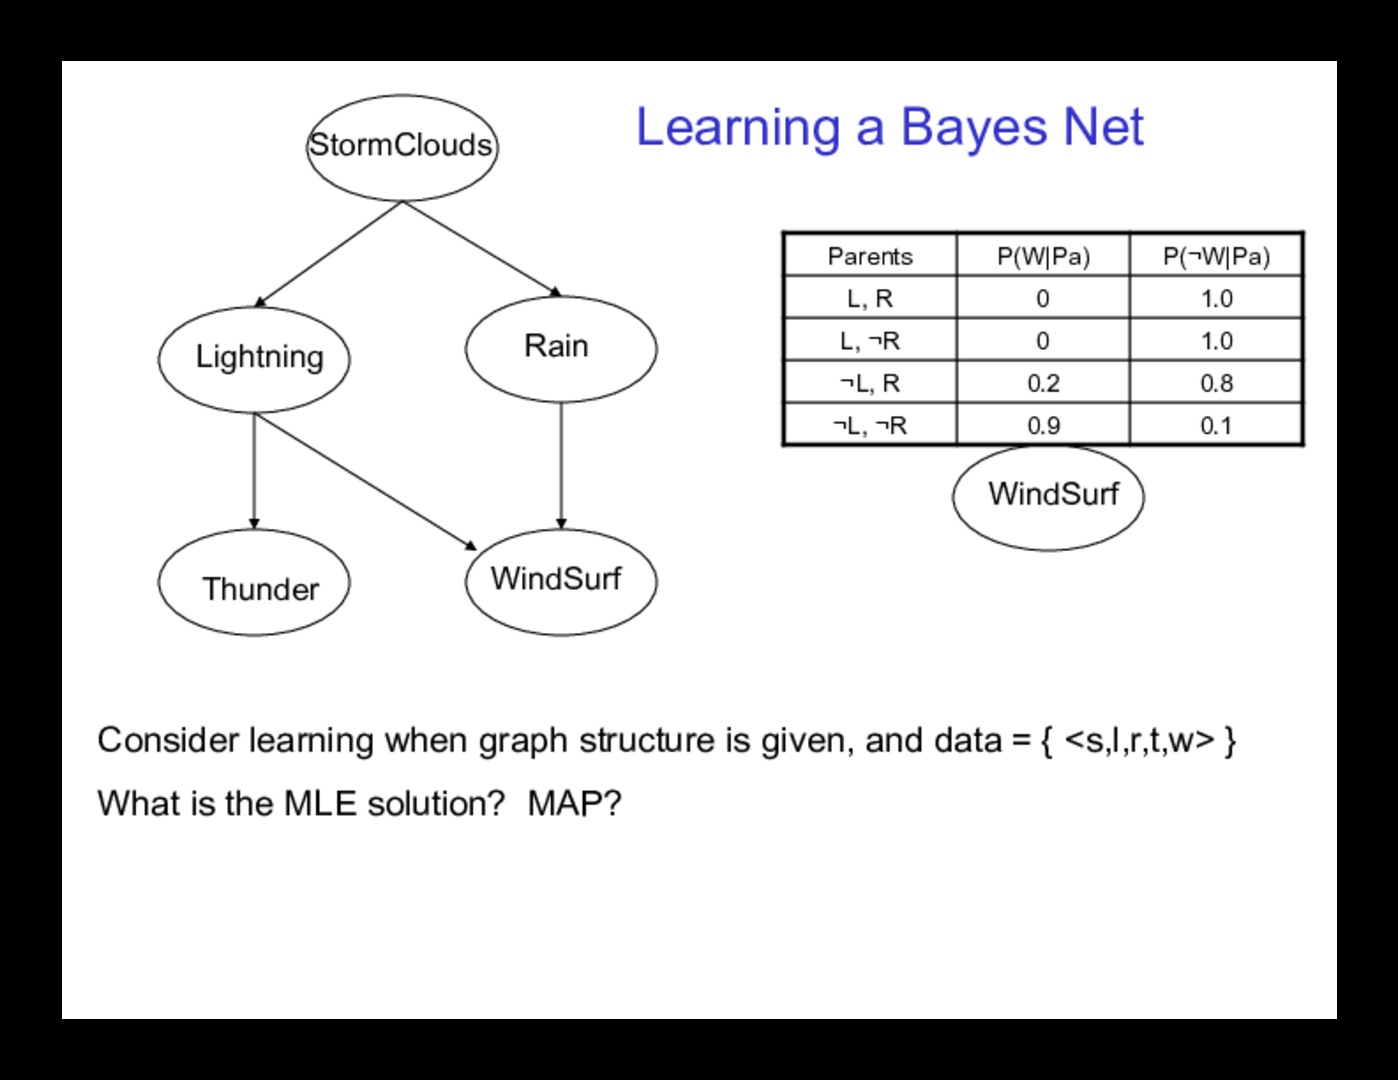 Learning a Bayes Net
StormClouds
Lightning
Rain
Thunder
WindSurf
Parents P(W|Pa) P(¬W|Pa)
L, R 0 1.0
L, ¬R 0 1.0
¬L, R 0.2 0.8
¬L, ¬R 0.9 0.1
WindSurf
Consider learning when graph structure is given, and data = { <s,l,r,t,w> }
What is the MLE solution? MAP?